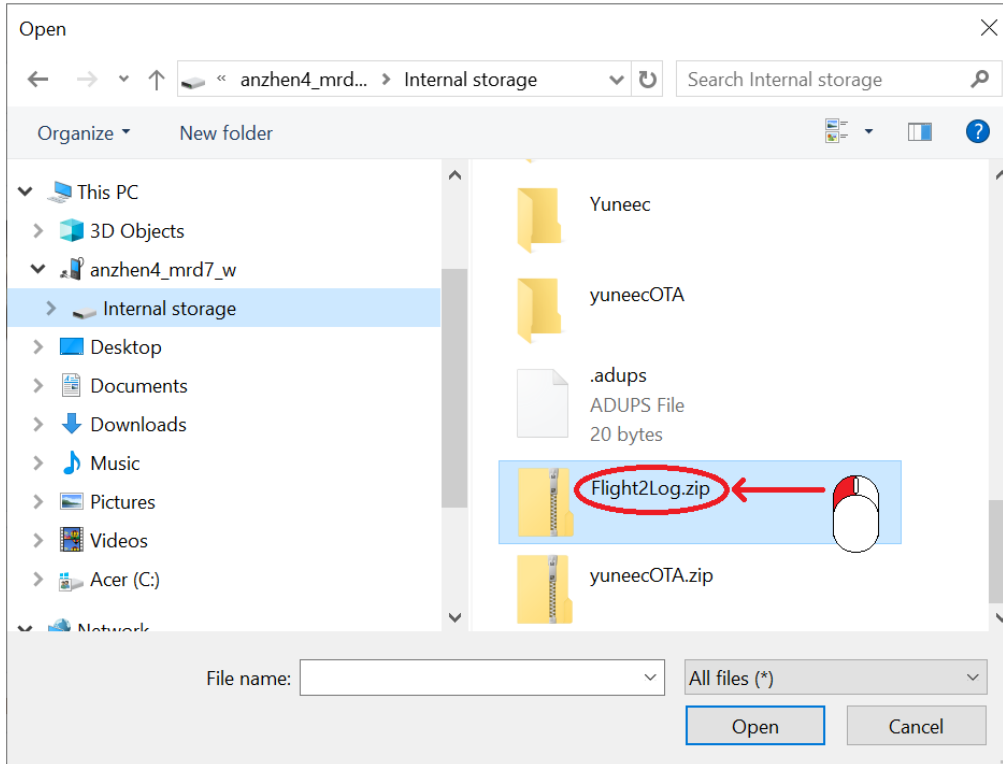 Open
« anzhen4_mrd... > Internal storage
Search Internal storage
Organize
New folder
This PC
3D Objects
anzhen4_mrd7_w
Internal storage
Desktop
Documents
Downloads
Music
Pictures
Videos
Acer (C:)
Network
Yuneec
yuneecOTA
.adups
ADUPS File
20 bytes
Flight2Log.zip
yuneecOTA.zip
File name:
All files (*)
Open
Cancel